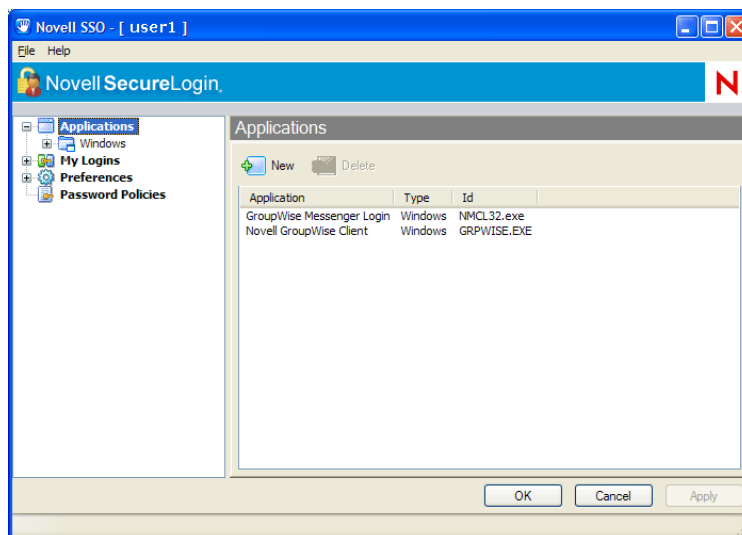 Novell SSO - [ user1 ]
File Help
Novell SecureLogin.
N
Applications
Windows
My Logins
Preferences
Password Policies
Applications
New Delete
Application Type Id
GroupWise Messenger Login Windows NMCL32.exe
Novell GroupWise Client Windows GRPWISE.EXE
OK Cancel Apply